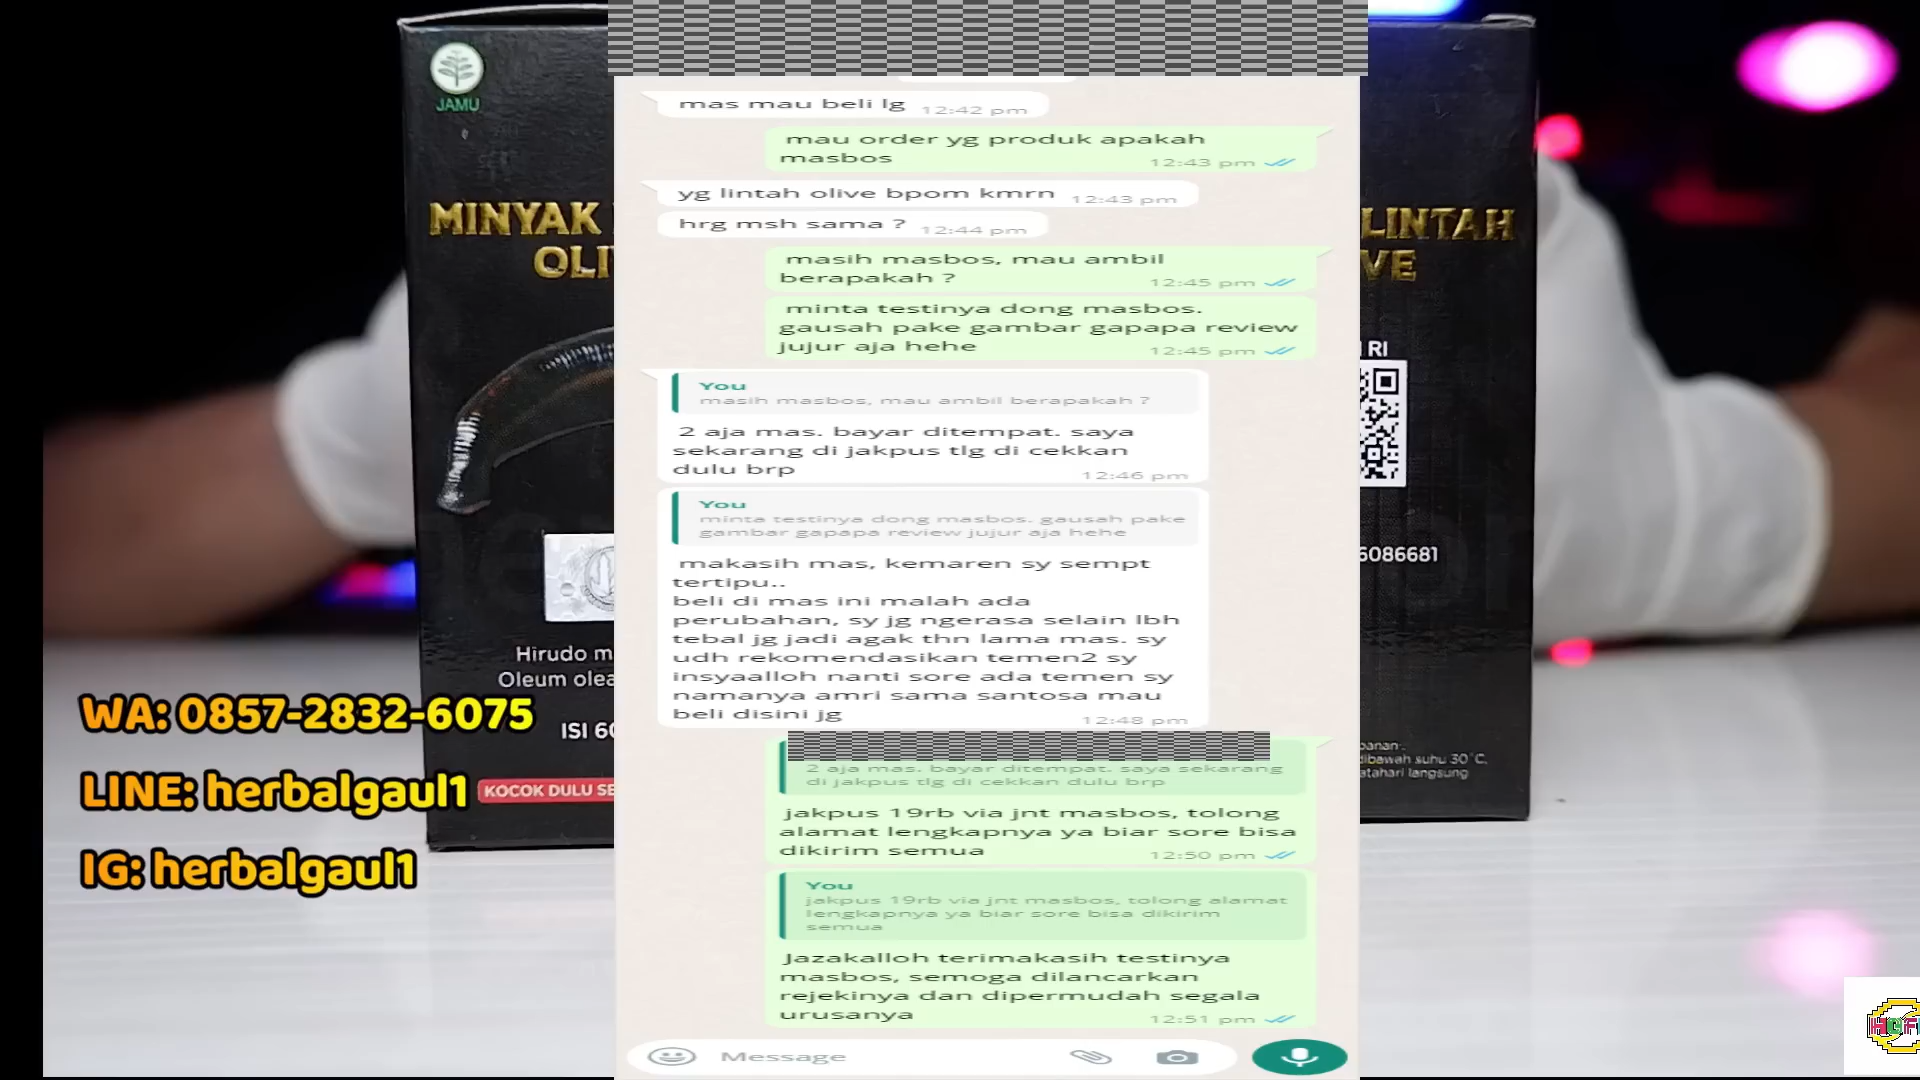 JAMU
MINYAK
OLI
Hirudo m
Oleum olea
ISI 60
KOCOK DULU SE
WA: 0857-2832-6075
LINE: herbalgaul1
IG: herbalgaul1
mas mau beli lg 12:42 pm
mau order yg produk apakah
masbos 12:43 pm
yg lintah olive bpom kmrn 12:43 pm
hrg msh sama ? 12:44 pm
masih masbos, mau ambil
berapakah ? 12:45 pm
minta testinya dong masbos.
gausah pake gambar gapapa review
jujur aja hehe 12:45 pm
You
masih masbos, mau ambil berapakah ?
2 aja mas. bayar ditempat. saya
sekarang di jakpus tlg di cekkan
dulu brp 12:46 pm
You
minta testinya dong masbos. gausah pake
gambar gapapa review jujur aja hehe
makasih mas, kemaren sy sempt
tertipu..
beli di mas ini malah ada
perubahan, sy jg ngerasa selain lbh
tebal jg jadi agak thn lama mas. sy
udh rekomendasikan temen2 sy
insyaalloh nanti sore ada temen sy
namanya amri sama santosa mau
beli disini jg 12:48 pm
2 aja mas. bayar ditempat. saya sekarang
di jakpus tlg di cekkan dulu brp
jakpus 19rb via jnt masbos, tolong
alamat lengkapnya ya biar sore bisa
dikirim semua 12:50 pm
You
jakpus 19rb via jnt masbos, tolong alamat
lengkapnya ya biar sore bisa dikirim
semua
Jazakalloh terimakasih testinya
masbos, semoga dilancarkan
rejekinya dan dipermudah segala
urusanya 12:51 pm
Message
LINTAH
VE
RI
6086681
panan.
dibawah suhu 30°C.
atahari langsung